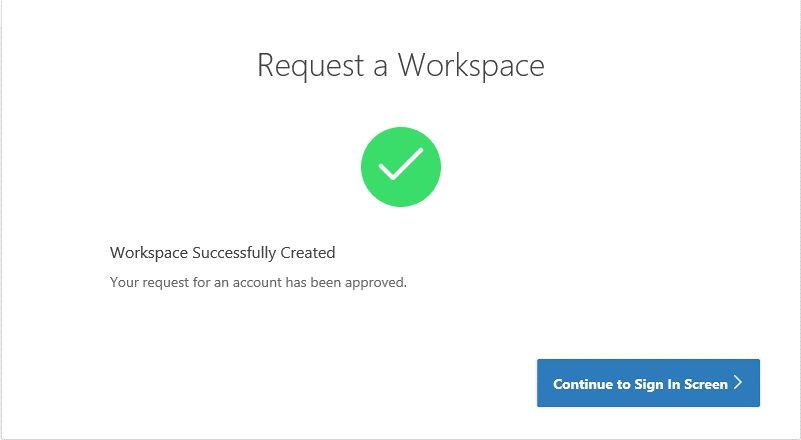 Request a Workspace
Workspace Successfully Created
Your request for an account has been approved.
Continue to Sign In Screen